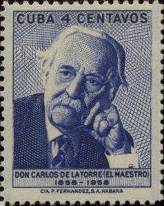 CUBA 4 CENTAVOS
DON CARLOS DE LA TORRE (EL MAESTRO)
1858-1958
CIA. P. FERNANDEZ, S.A. HABANA